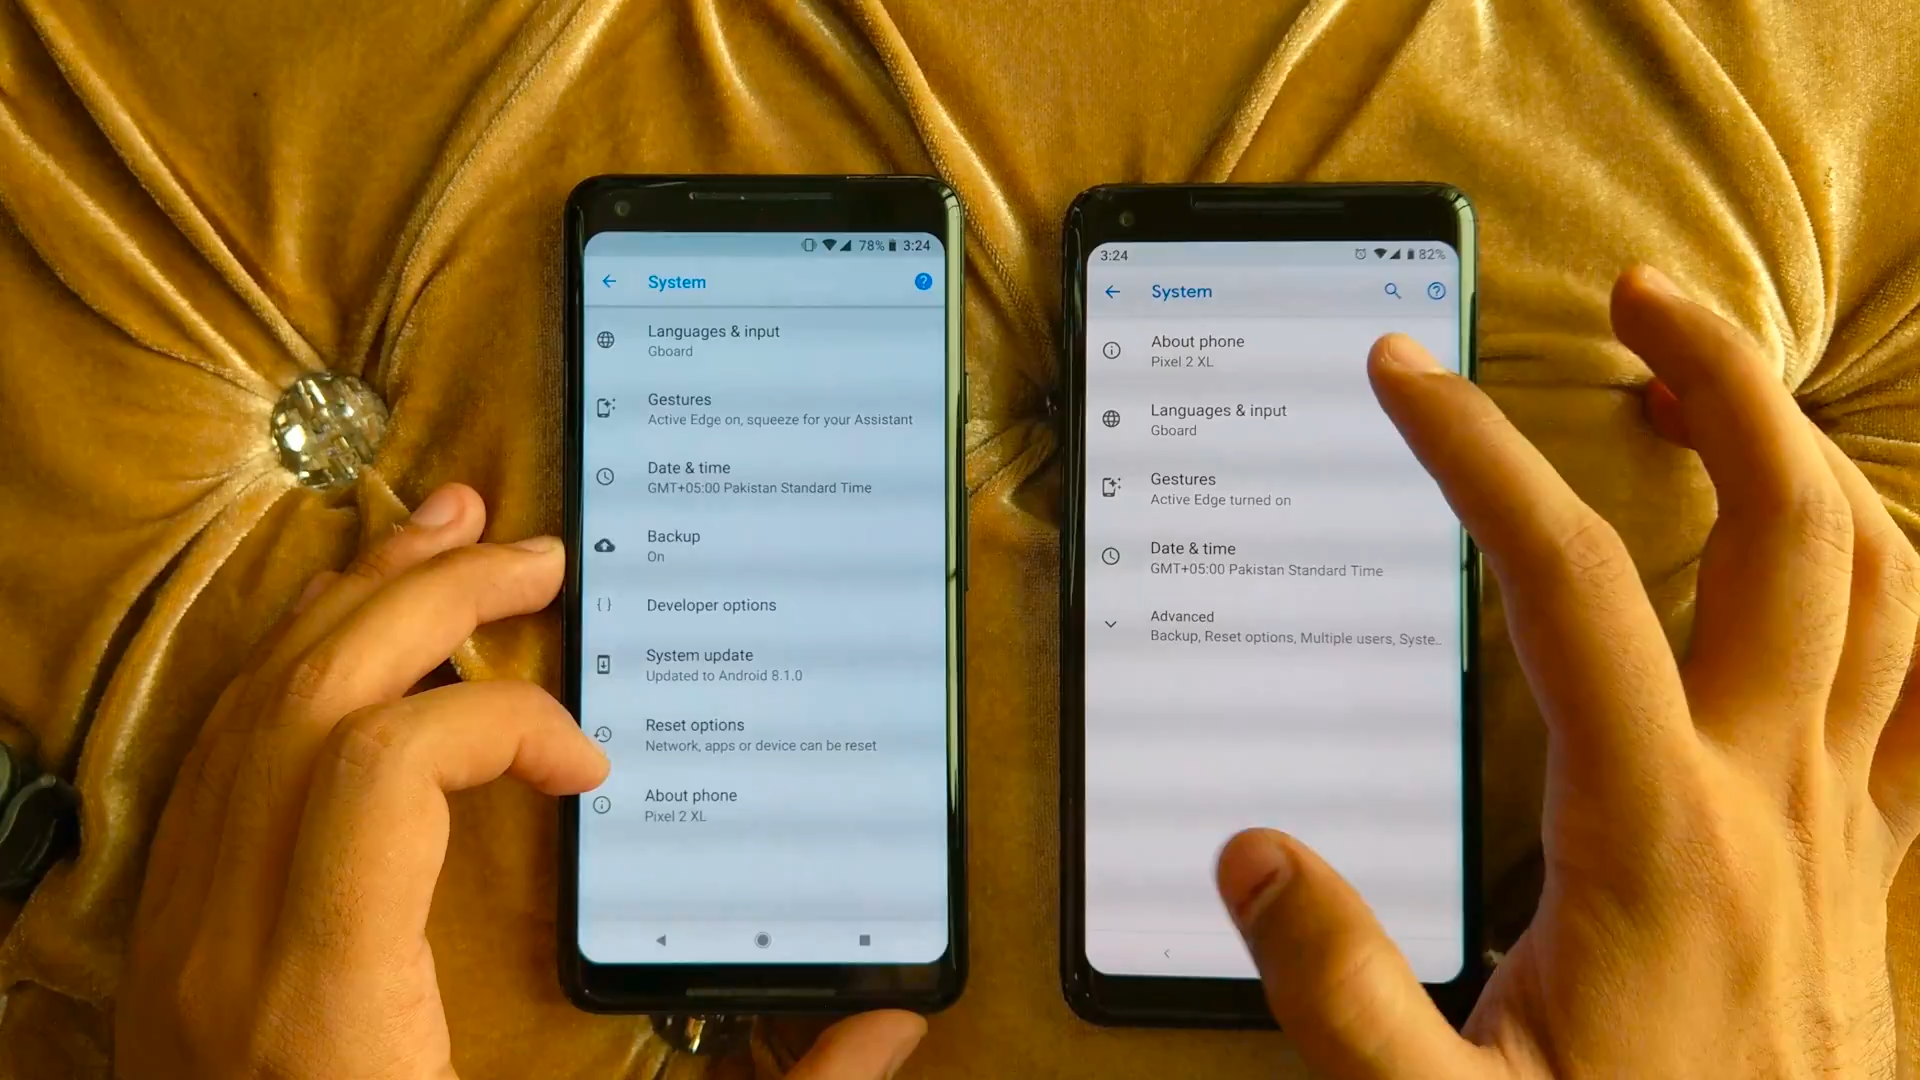 78% 3:24
System
Languages & input
Gboard
Gestures
Active Edge on, squeeze for your Assistant
Date & time
GMT+05:00 Pakistan Standard Time
Backup
On
Developer options
System update
Updated to Android 8.1.0
Reset options
Network, apps or device can be reset
About phone
Pixel 2 XL
3:24 82%
System
About phone
Pixel 2 XL
Languages & input
Gboard
Gestures
Active Edge turned on
Date & time
GMT+05:00 Pakistan Standard Time
Advanced
Backup, Reset options, Multiple users, Syste..